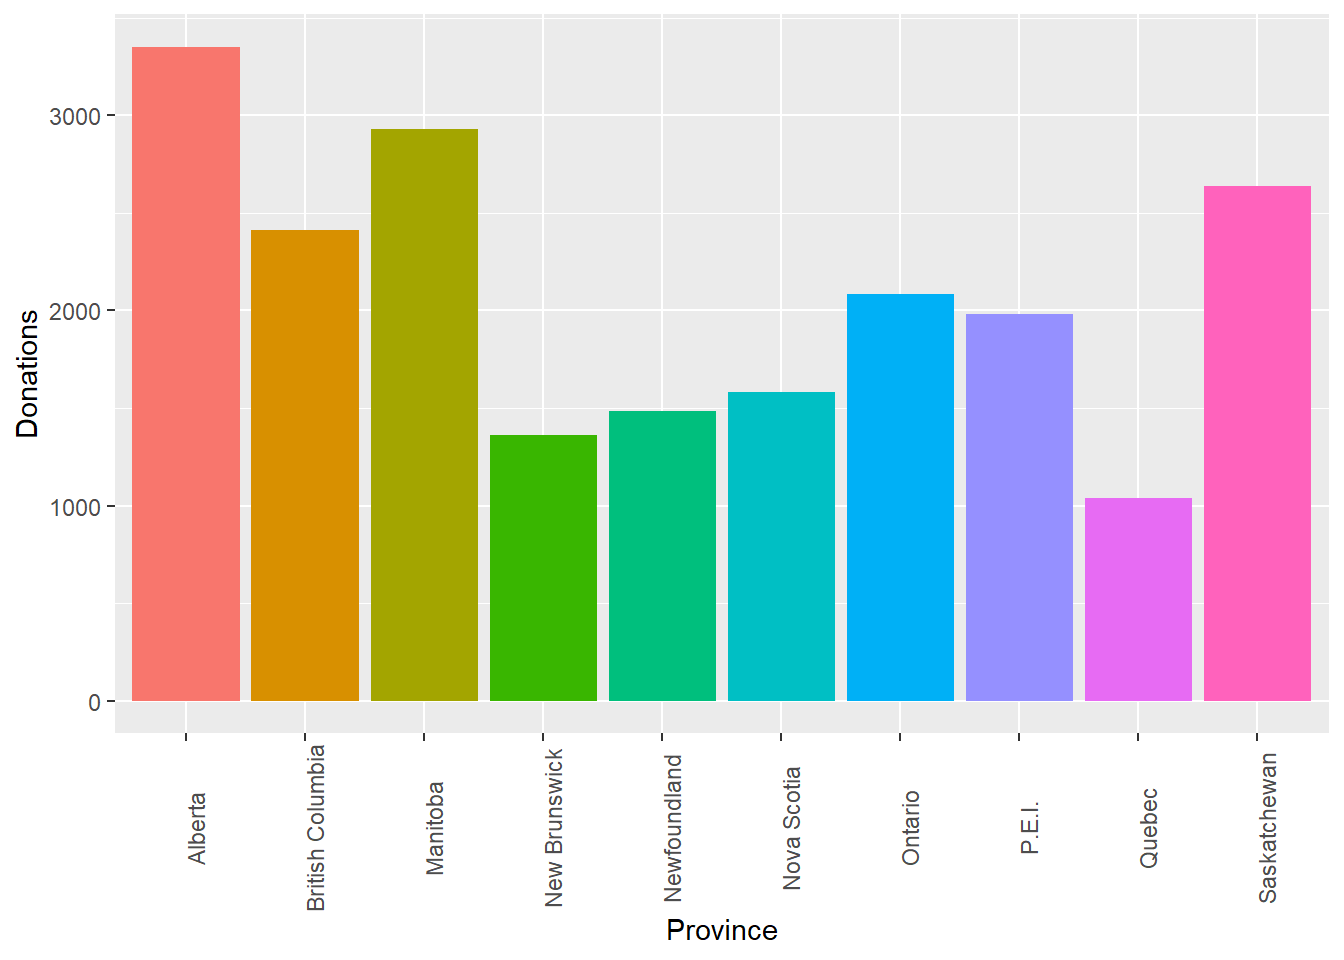 Donations
3000
2000
1000
0
Alberta
British Columbia
Manitoba
New Brunswick
Newfoundland
Nova Scotia
Ontario
P.E.I.
Quebec
Saskatchewan
Province